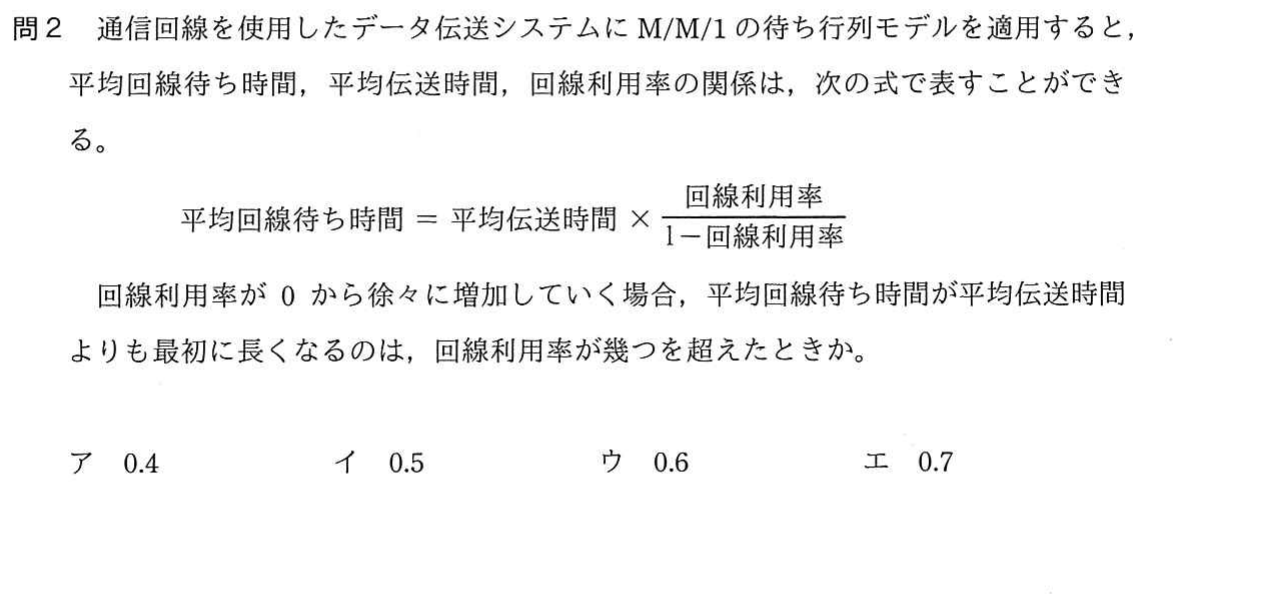 問２　通信回線を使用したデータ伝送システムに M/M/1 の待ち行列モデルを適用すると，
平均回線待ち時間，平均伝送時間，回線利用率の関係は，次の式で表すことができ
る。
平均回線待ち時間 ＝ 平均伝送時間 × 回線利用率
1－回線利用率
回線利用率が 0 から徐々に増加していく場合，平均回線待ち時間が平均伝送時間
よりも最初に長くなるのは，回線利用率が幾つを超えたときか。
ア　0.4　イ　0.5　ウ　0.6　エ　0.7